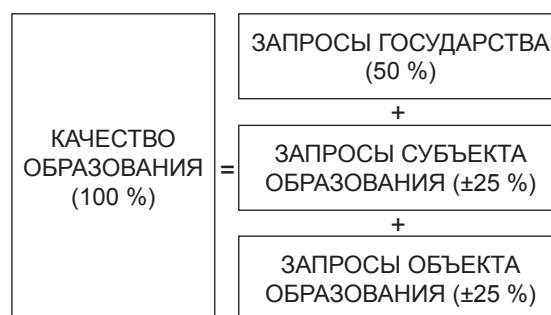 КАЧЕСТВО
ОБРАЗОВАНИЯ
(100 %)
=
ЗАПРОСЫ ГОСУДАРСТВА
(50 %)
+
ЗАПРОСЫ СУБЪЕКТА
ОБРАЗОВАНИЯ (±25 %)
+
ЗАПРОСЫ ОБЪЕКТА
ОБРАЗОВАНИЯ (±25 %)